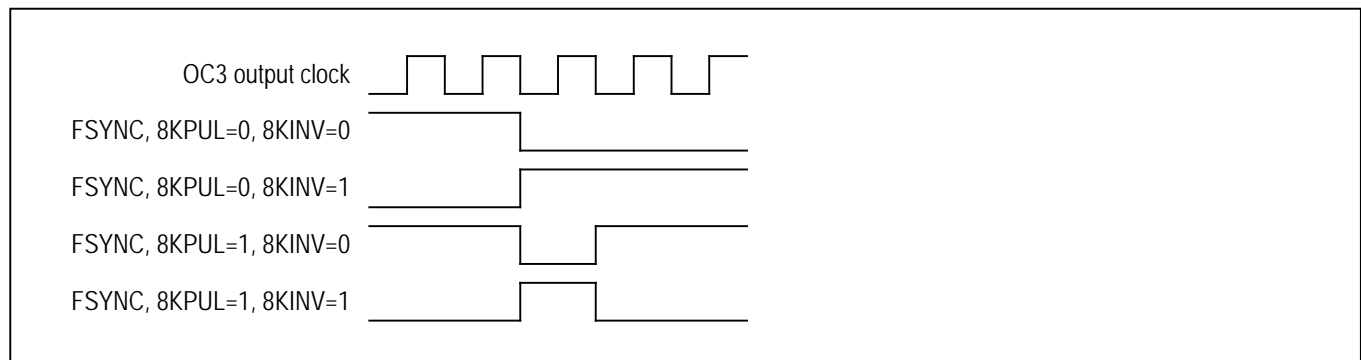 OC3 output clock
FSYNC, 8KPUL=0, 8KINV=0
FSYNC, 8KPUL=0, 8KINV=1
FSYNC, 8KPUL=1, 8KINV=0
FSYNC, 8KPUL=1, 8KINV=1